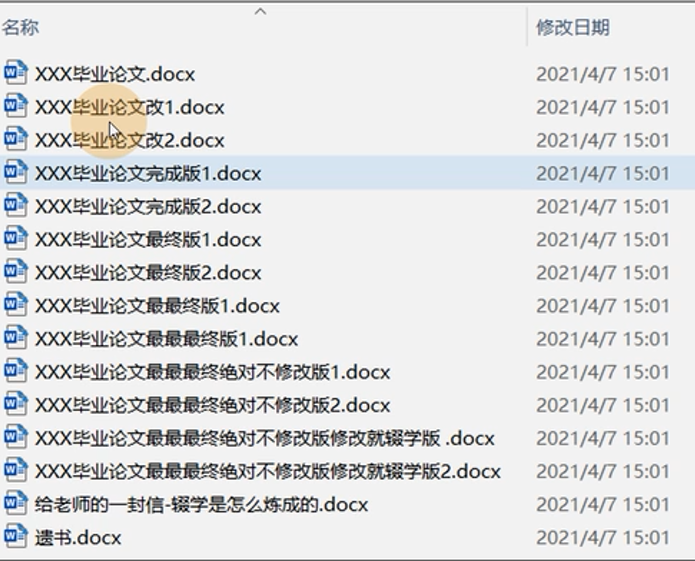 名称 修改日期
XXX毕业论文.docx 2021/4/7 15:01
XXX毕业论文改1.docx 2021/4/7 15:01
XXX毕业论文改2.docx 2021/4/7 15:01
XXX毕业论文完成版1.docx 2021/4/7 15:01
XXX毕业论文完成版2.docx 2021/4/7 15:01
XXX毕业论文最终版1.docx 2021/4/7 15:01
XXX毕业论文最终版2.docx 2021/4/7 15:01
XXX毕业论文最最终版1.docx 2021/4/7 15:01
XXX毕业论文最最最终版1.docx 2021/4/7 15:01
XXX毕业论文最最最终绝对不修改版1.docx 2021/4/7 15:01
XXX毕业论文最最最终绝对不修改版2.docx 2021/4/7 15:01
XXX毕业论文最最最终绝对不修改版修改就辍学版 .docx 2021/4/7 15:01
XXX毕业论文最最最终绝对不修改版修改就辍学版2.docx 2021/4/7 15:01
给老师的一封信-辍学是怎么炼成的.docx 2021/4/7 15:01
遗书.docx 2021/4/7 15:01